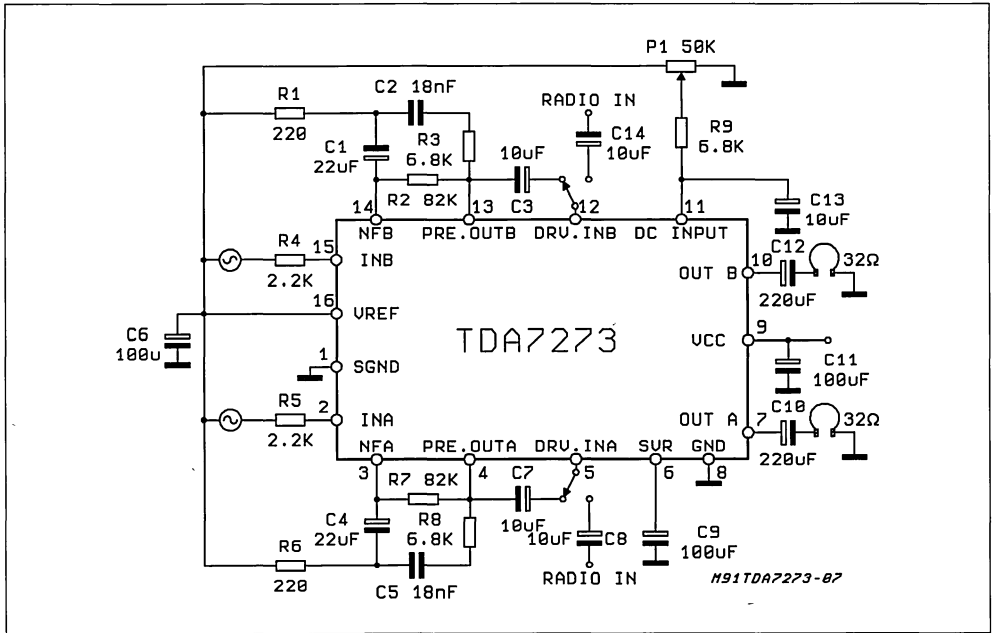 P1 50K
C2 18nF
RADIO IN
R1
220
C1
22uF
R3
6.8K
10uF
C14
10uF
R9
6.8K
R2 82K
C3
C13
10uF
14
13
12
11
NFB
PRE.OUTB
DRV.INB
DC INPUT
R4
2.2K
15
INB
10
OUT B
C12
220uF
32Ω
16
VREF
C6
100u
TDA7273
9
VCC
C11
100uF
1
SGND
R5
2.2K
2
INA
OUT A
7
C10
220uF
32Ω
NFA
PRE.OUTA
DRV.INA
SVR
GND
3
4
5
6
8
R7 82K
C7
10uF
C4
22uF
R8
6.8K
10uF
C8
C9
100uF
R6
220
C5 18nF
RADIO IN
M91TDA7273-07